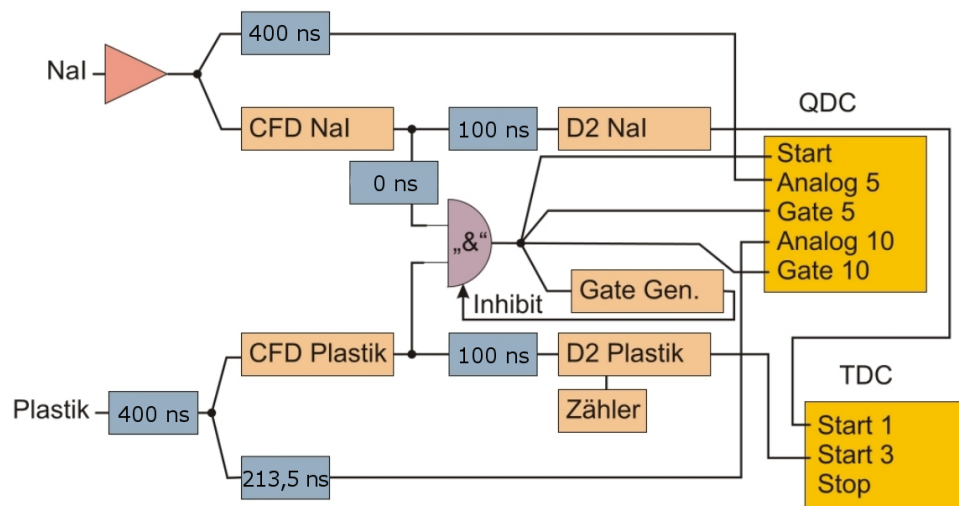 400 ns
NaI
CFD NaI
100 ns
D2 NaI
QDC
0 ns
Start
Analog 5
Gate 5
Analog 10
Gate 10
„&“
Inhibit
Gate Gen.
CFD Plastik
100 ns
D2 Plastik
TDC
Plastik
400 ns
Zähler
Start 1
Start 3
Stop
213,5 ns